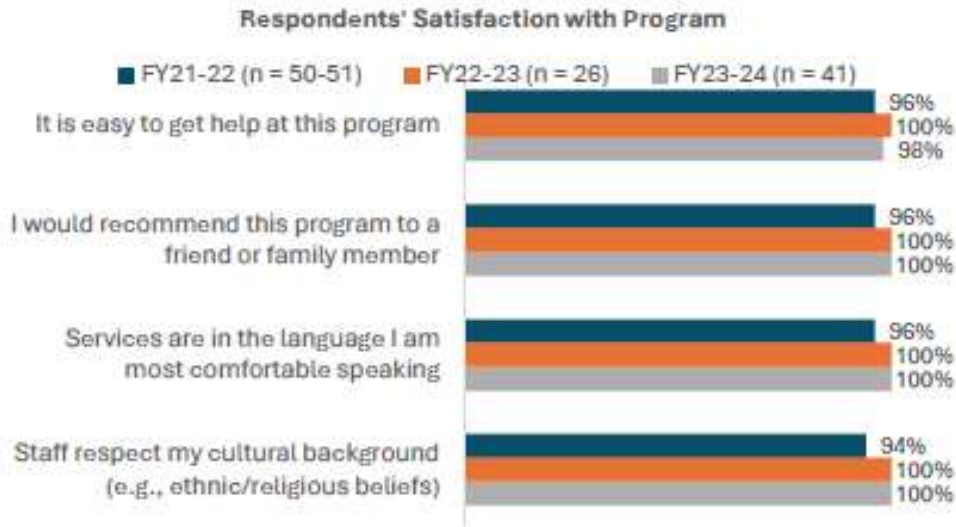 Respondents' Satisfaction with Program
FY21-22 (n = 50-51) FY22-23 (n = 26) FY23-24 (n = 41)
It is easy to get help at this program
96%
100%
98%
I would recommend this program to a
friend or family member
96%
100%
100%
Services are in the language I am
most comfortable speaking
96%
100%
100%
Staff respect my cultural background
(e.g., ethnic/religious beliefs)
94%
100%
100%